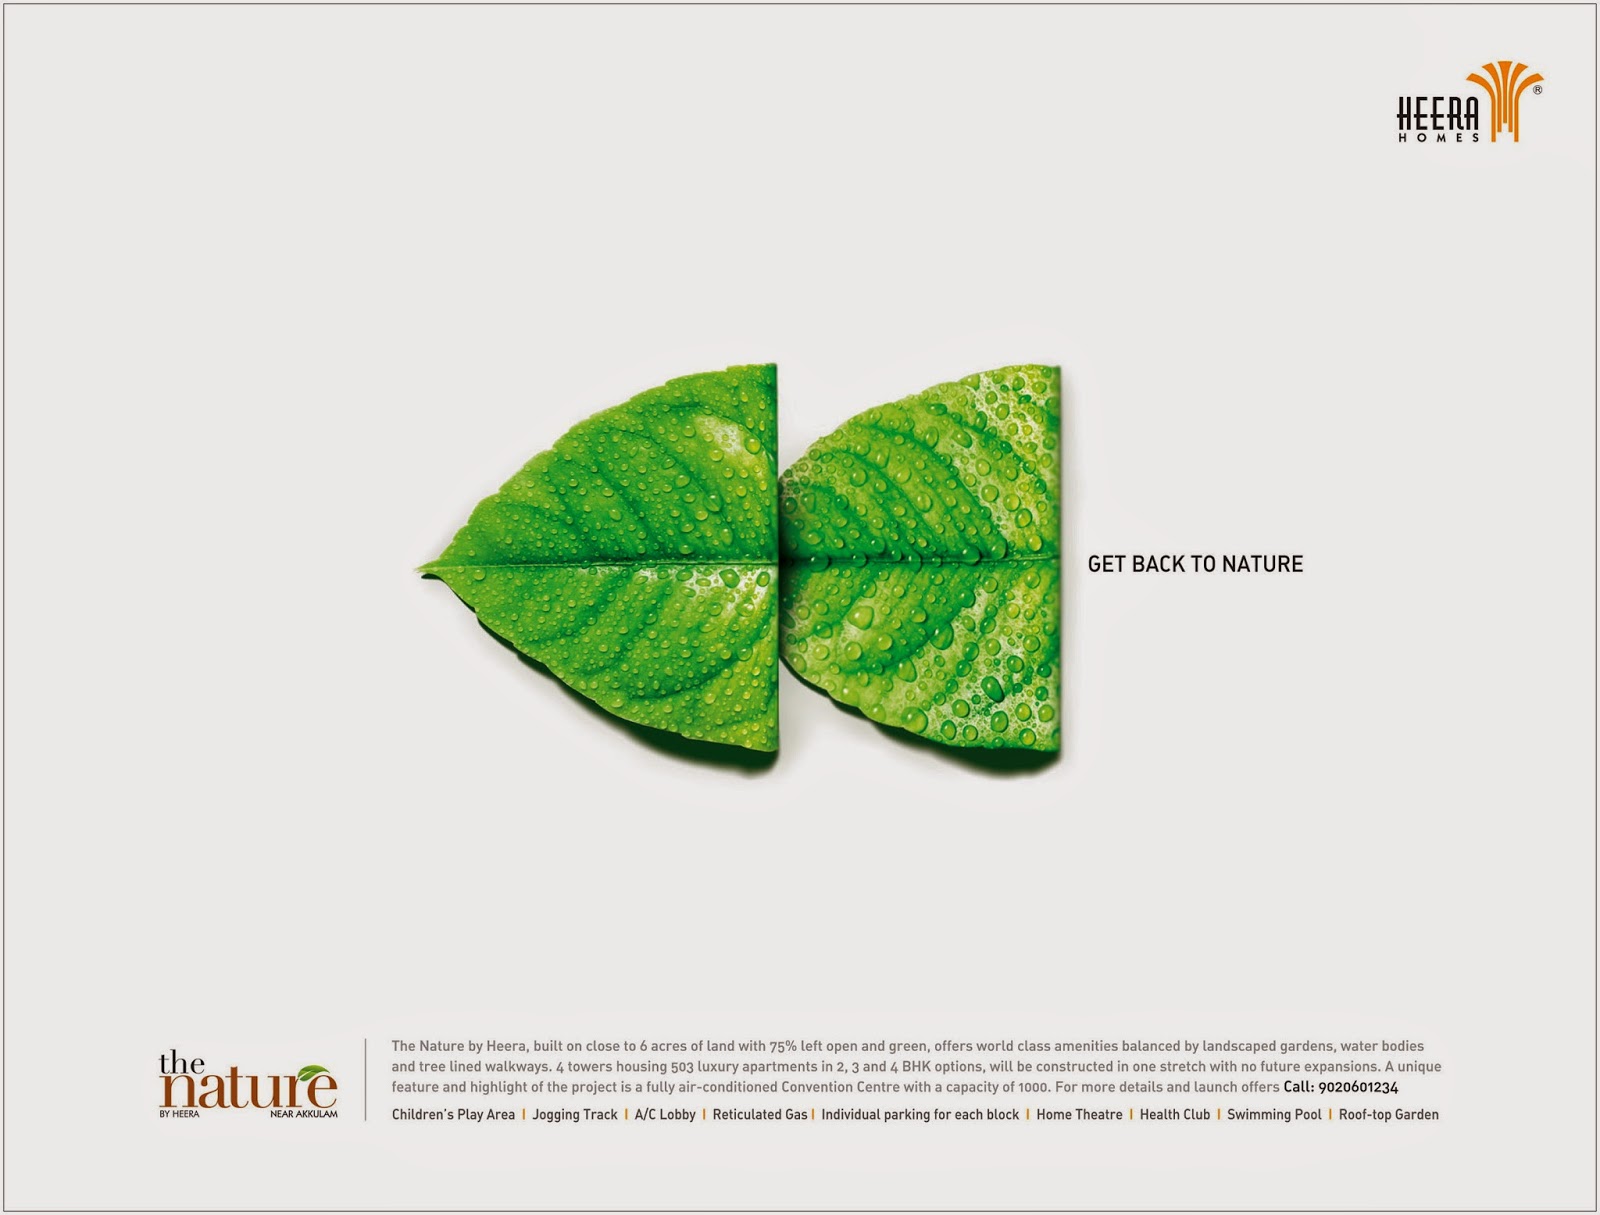 HEERA
HOMES
®
GET BACK TO NATURE
the
nature
BY HEERA NEAR AKKULAM
The Nature by Heera, built on close to 6 acres of land with 75% left open and green, offers world class amenities balanced by landscaped gardens, water bodies
and tree lined walkways. 4 towers housing 503 luxury apartments in 2, 3 and 4 BHK options, will be constructed in one stretch with no future expansions. A unique
feature and highlight of the project is a fully air-conditioned Convention Centre with a capacity of 1000. For more details and launch offers Call: 9020601234
Children's Play Area | Jogging Track | A/C Lobby | Reticulated Gas | Individual parking for each block | Home Theatre | Health Club | Swimming Pool | Roof-top Garden